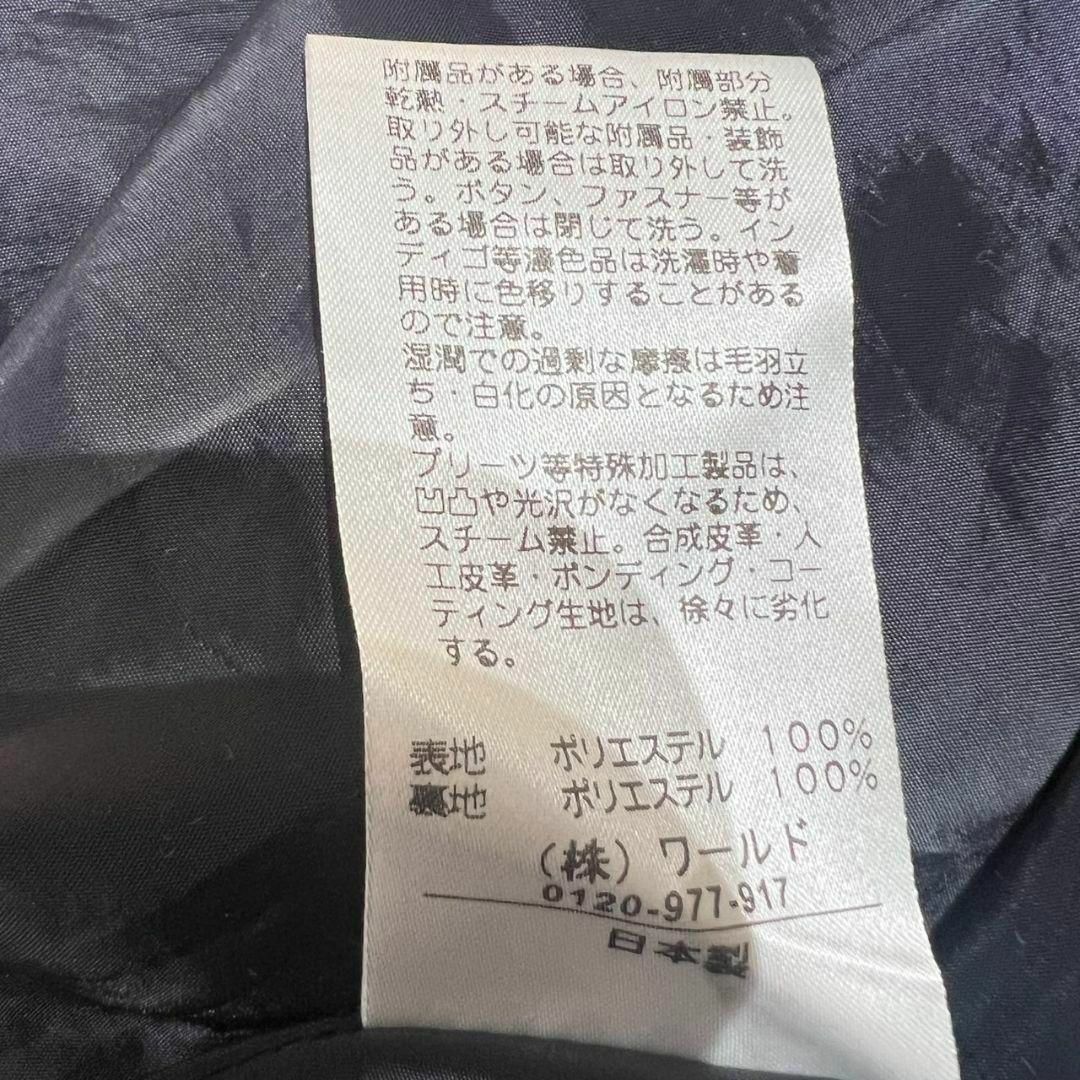 附属品がある場合、附属部分
乾熱・スチームアイロン禁止。
取り外し可能な附属品・装飾
品がある場合は取り外して洗
う。ボタン、ファスナー等が
ある場合は閉じて洗う。イン
ディゴ等濃色品は洗濯時や着
用時に色移りすることがある
ので注意。
湿潤での過剰な摩擦は毛羽立
ち・白化の原因となるため注
意。
プリーツ等特殊加工製品は、
凹凸や光沢がなくなるため、
スチーム禁止。合成皮革・人
工皮革・ボンディング・コー
ティング生地は、徐々に劣化
する。
表地 ポリエステル 100%
裏地 ポリエステル 100%
(株)ワールド
0120-977-917
日本製